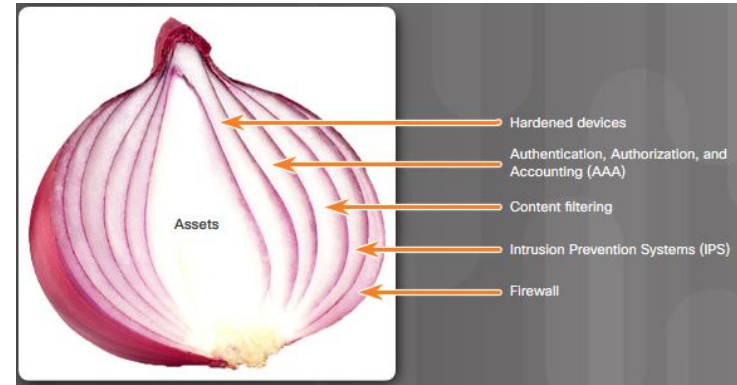 Hardened devices
Authentication, Authorization, and
Accounting (AAA)
Content filtering
Assets
Intrusion Prevention Systems (IPS)
Firewall